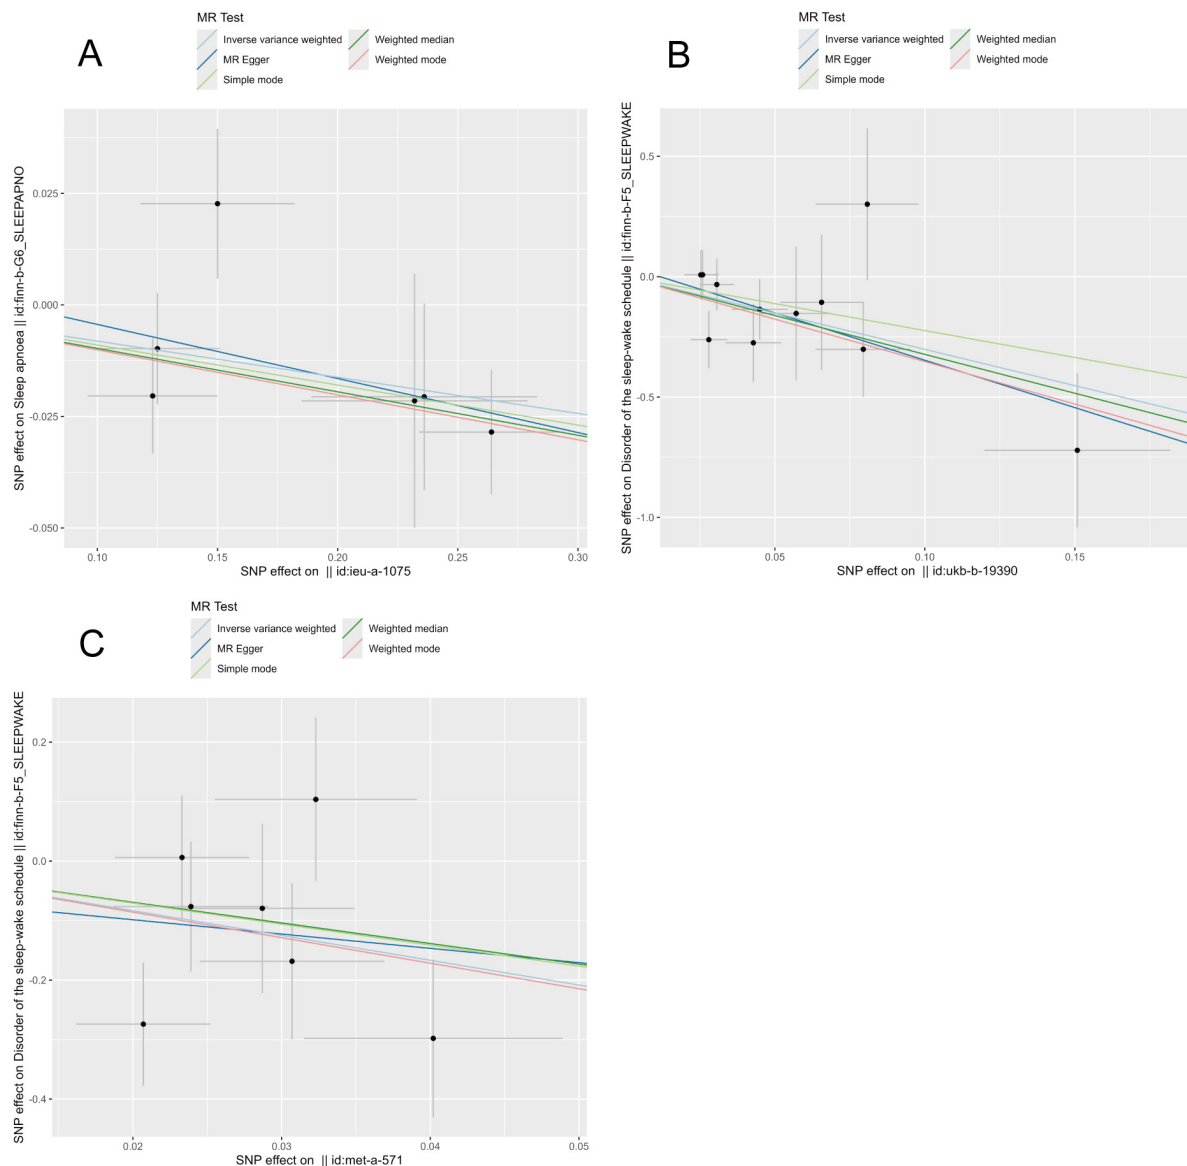 A
MR Test
Inverse variance weighted
Weighted median
MR Egger
Weighted mode
Simple mode
SNP effect on Sleep apnoea || id:finn-b-G6_SLEEPAPNO
0.025
0.000
-0.025
-0.050
0.10
0.15
0.20
0.25
0.30
SNP effect on || id:ieu-a-1075
B
MR Test
Inverse variance weighted
Weighted median
MR Egger
Weighted mode
Simple mode
SNP effect on Disorder of the sleep-wake schedule || id:finn-b-F5_SLEEPWAKE
0.5
0.0
-0.5
-1.0
0.05
0.10
0.15
SNP effect on || id:ukb-b-19390
C
MR Test
Inverse variance weighted
Weighted median
MR Egger
Weighted mode
Simple mode
SNP effect on Disorder of the sleep-wake schedule || id:finn-b-F5_SLEEPWAKE
0.2
0.0
-0.2
-0.4
0.02
0.03
0.04
0.05
SNP effect on || id:met-a-571